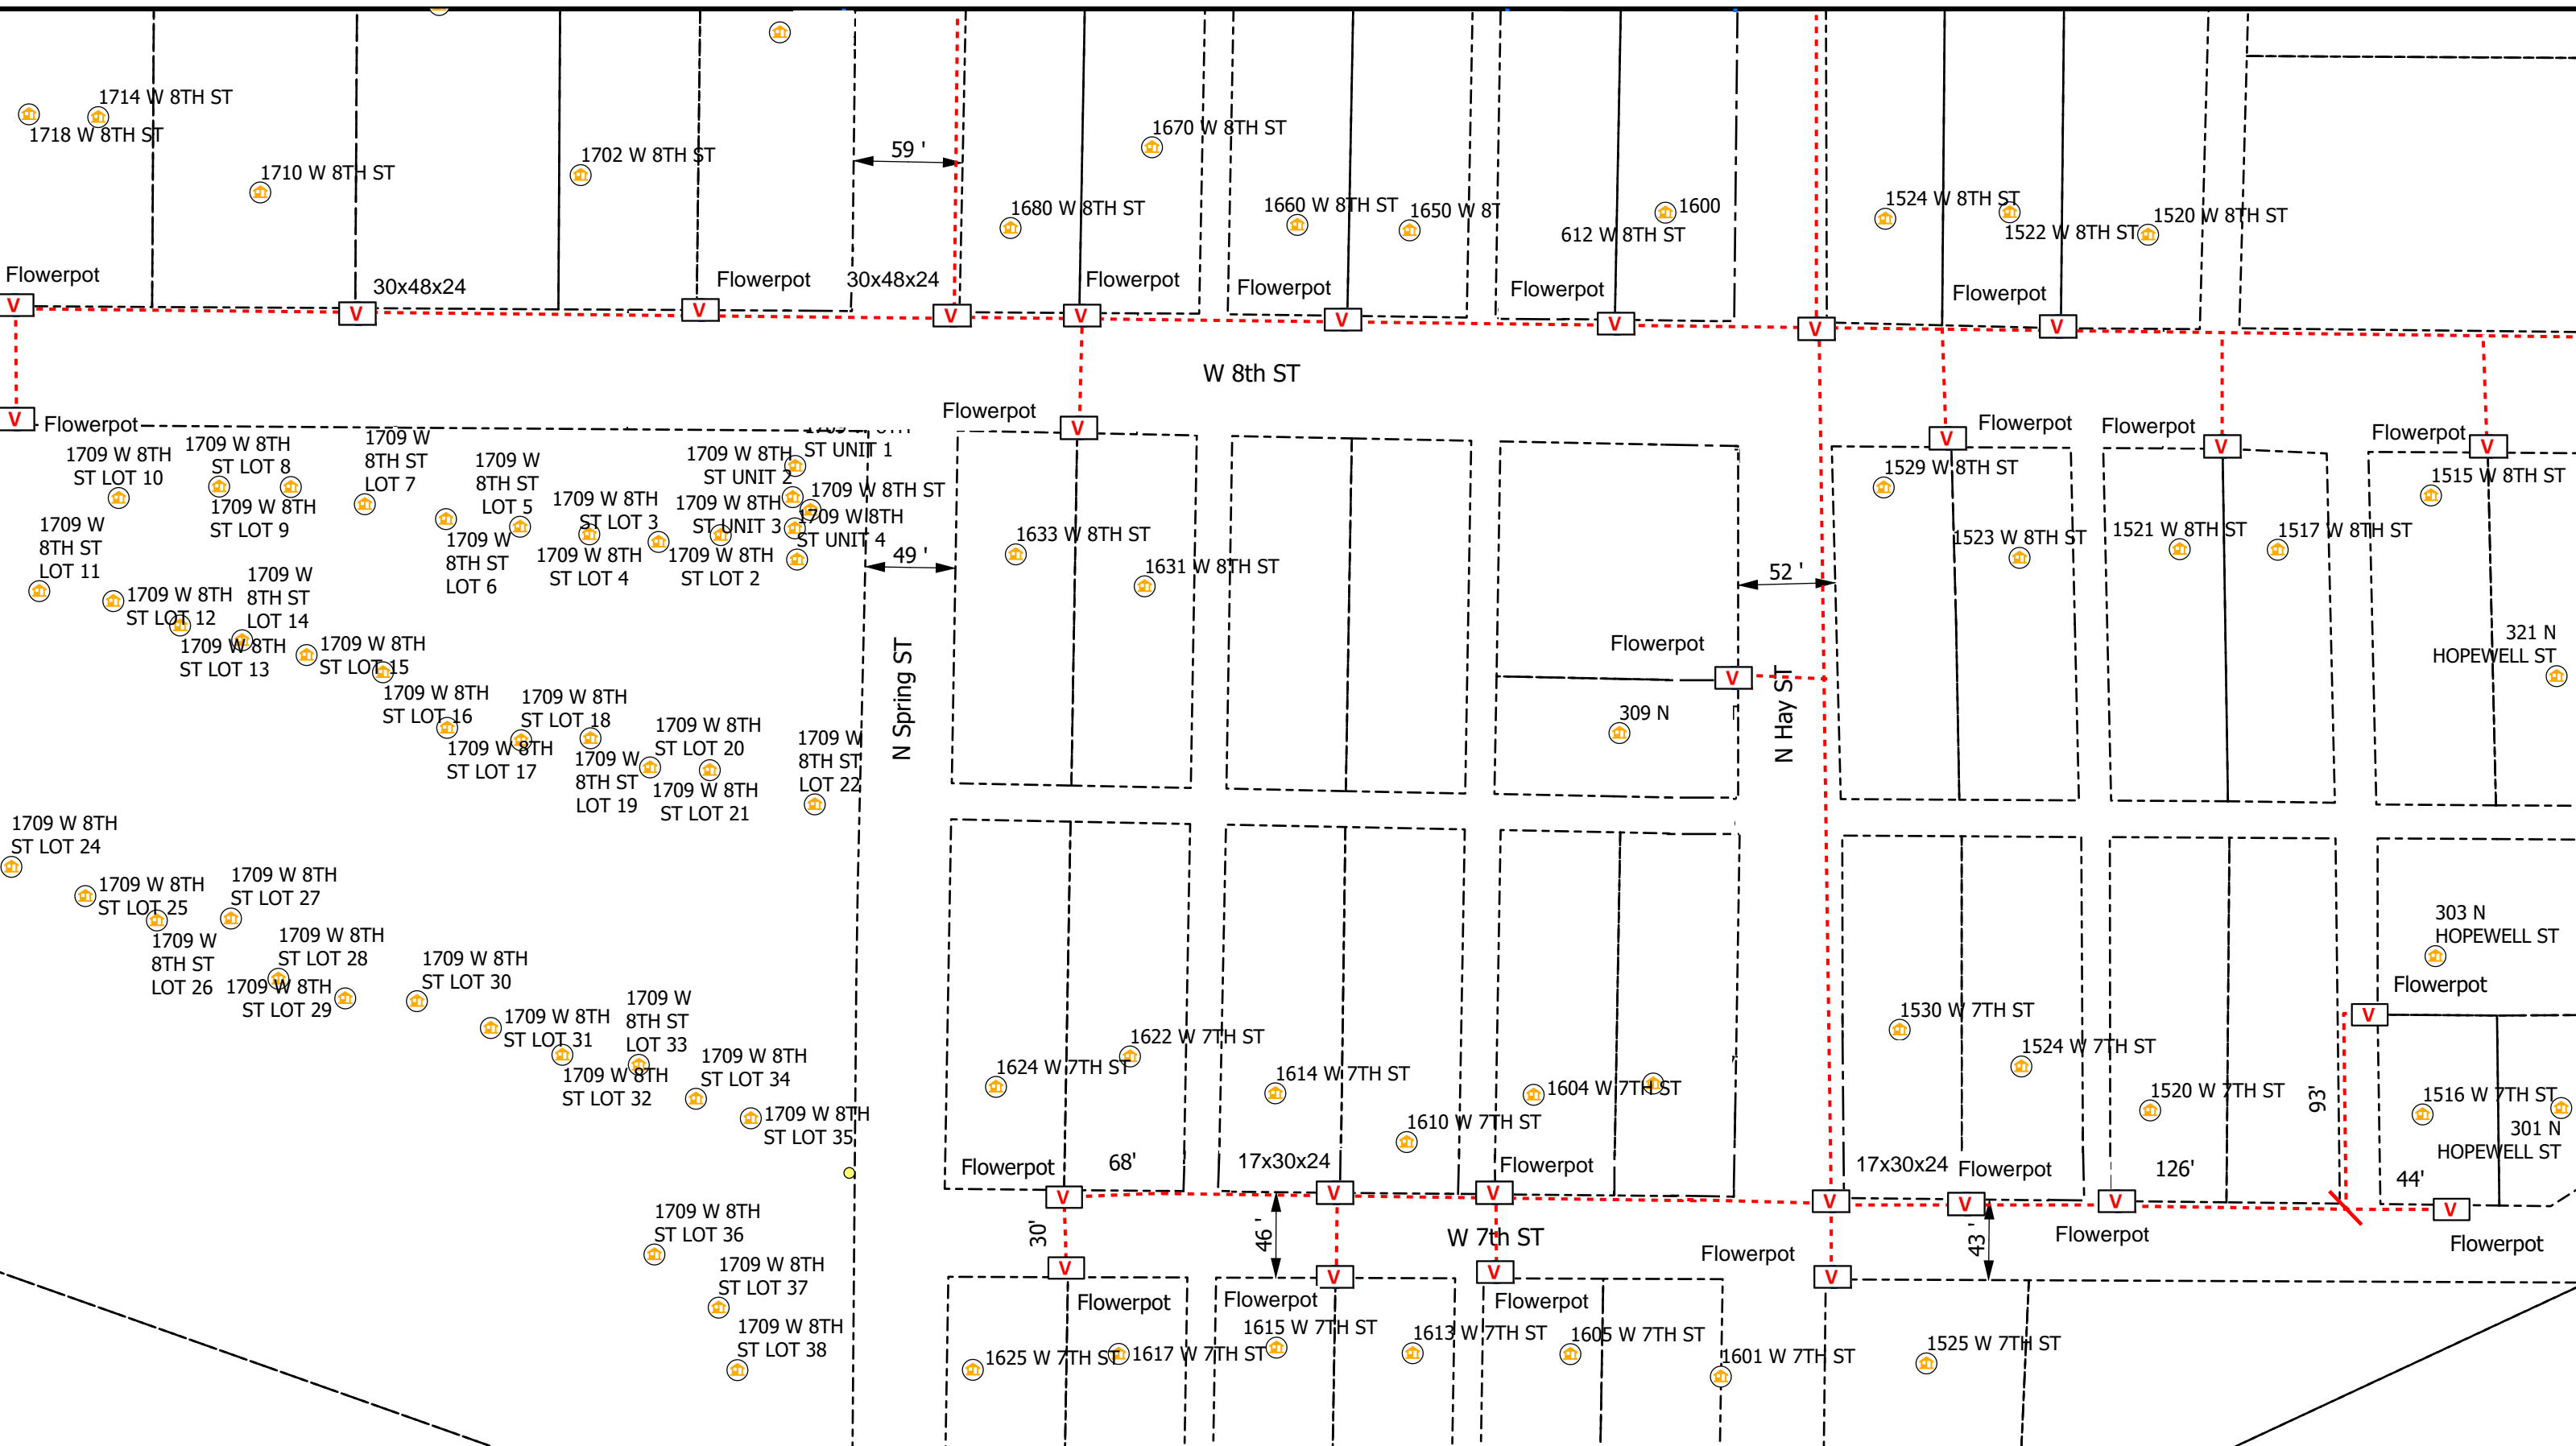 1714 W 8TH ST
1718 W 8TH ST
1710 W 8TH ST
1702 W 8TH ST
59 '
1670 W 8TH ST
1680 W 8TH ST
1660 W 8TH ST
1650 W 8T
1600
612 W 8TH ST
1524 W 8TH ST
1522 W 8TH ST
1520 W 8TH ST
Flowerpot
30x48x24
Flowerpot
30x48x24
Flowerpot
Flowerpot
Flowerpot
Flowerpot
V
V
V
V
V
V
V
V
V
W 8th ST
V
Flowerpot
Flowerpot
V
V
Flowerpot
Flowerpot
V
Flowerpot
V
1709 W 8TH
ST LOT 10
1709 W 8TH
ST LOT 8
1709 W 8TH
ST LOT 9
1709 W
8TH ST
LOT 7
1709 W
8TH ST
LOT 5
1709 W
8TH ST
LOT 6
1709 W 8TH
ST LOT 3
1709 W 8TH
ST LOT 4
1709 W 8TH
ST UNIT 2
ST UNIT 1
1709 W 8TH ST
1709 W 8TH
ST UNIT 3
1709 W 8TH
ST UNIT 4
1709 W 8TH
ST LOT 2
49 '
1633 W 8TH ST
1631 W 8TH ST
52 '
1529 W 8TH ST
1523 W 8TH ST
1521 W 8TH ST
1517 W 8TH ST
1515 W 8TH ST
1709 W
8TH ST
LOT 11
1709 W 8TH
ST LOT 12
1709 W
8TH ST
LOT 14
1709 W 8TH
ST LOT 13
1709 W 8TH
ST LOT 15
1709 W 8TH
ST LOT 16
1709 W 8TH
ST LOT 18
1709 W 8TH
ST LOT 17
1709 W
8TH ST
LOT 19
1709 W 8TH
ST LOT 20
1709 W 8TH
ST LOT 21
1709 W
8TH ST
LOT 22
N Spring ST
Flowerpot
V
309 N
N Hay ST
321 N
HOPEWELL ST
1709 W 8TH
ST LOT 24
1709 W 8TH
ST LOT 25
1709 W
8TH ST
LOT 26
1709 W 8TH
ST LOT 27
1709 W 8TH
ST LOT 28
1709 W 8TH
ST LOT 29
1709 W 8TH
ST LOT 30
1709 W 8TH
ST LOT 31
1709 W 8TH
ST LOT 32
1709 W
8TH ST
LOT 33
1709 W 8TH
ST LOT 34
1709 W 8TH
ST LOT 35
303 N
HOPEWELL ST
Flowerpot
V
1624 W 7TH ST
1622 W 7TH ST
1614 W 7TH ST
1610 W 7TH ST
1604 W 7TH ST
1530 W 7TH ST
1524 W 7TH ST
1520 W 7TH ST
93'
1516 W 7TH ST
301 N
HOPEWELL ST
Flowerpot
68'
17x30x24
Flowerpot
17x30x24
Flowerpot
126'
44'
V
V
V
V
V
V
V
1709 W 8TH
ST LOT 36
30'
46 '
W 7th ST
Flowerpot
43 '
Flowerpot
Flowerpot
V
V
V
V
1709 W 8TH
ST LOT 37
Flowerpot
Flowerpot
Flowerpot
1709 W 8TH
ST LOT 38
1625 W 7TH ST
1617 W 7TH ST
1615 W 7TH ST
1613 W 7TH ST
1605 W 7TH ST
1601 W 7TH ST
1525 W 7TH ST